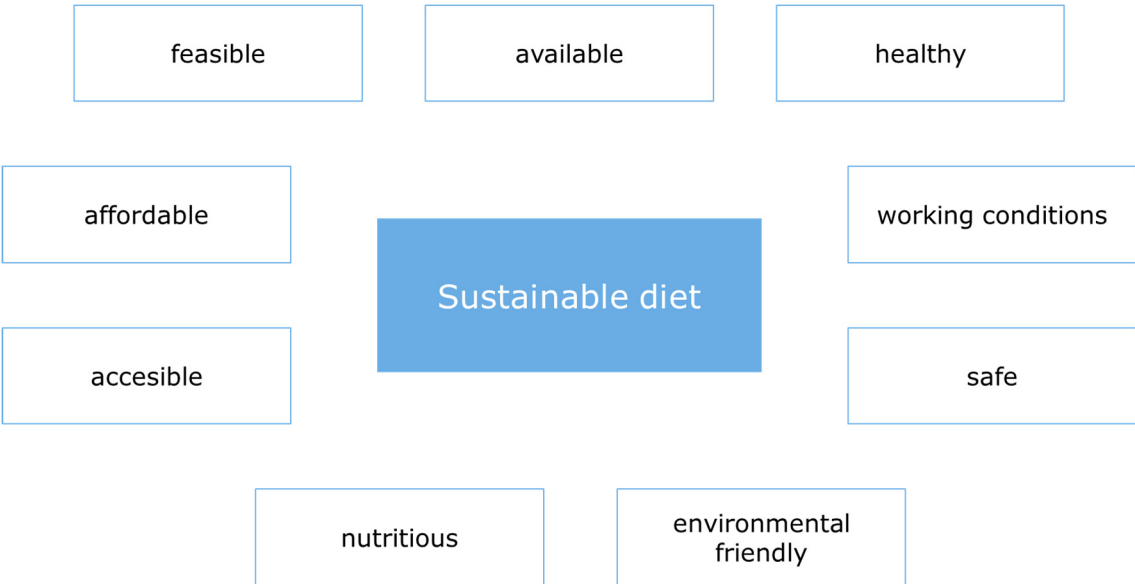 feasible
available
healthy
affordable
working conditions
Sustainable diet
accesible
safe
nutritious
environmental
friendly